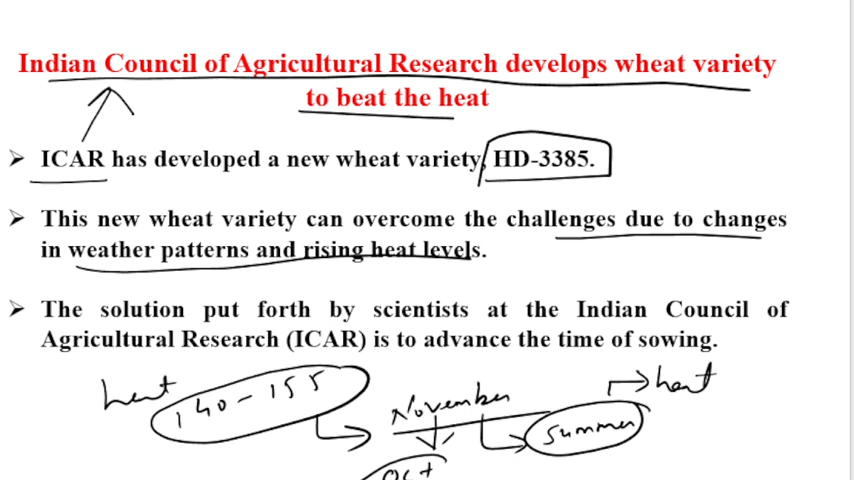 Indian Council of Agricultural Research develops wheat variety
to beat the heat
➢ ICAR has developed a new wheat variety, HD-3385.
➢ This new wheat variety can overcome the challenges due to changes
in weather patterns and rising heat levels.
➢ The solution put forth by scientists at the Indian Council of
Agricultural Research (ICAR) is to advance the time of sowing.
heat
140-155
November
heat
summer
Oct